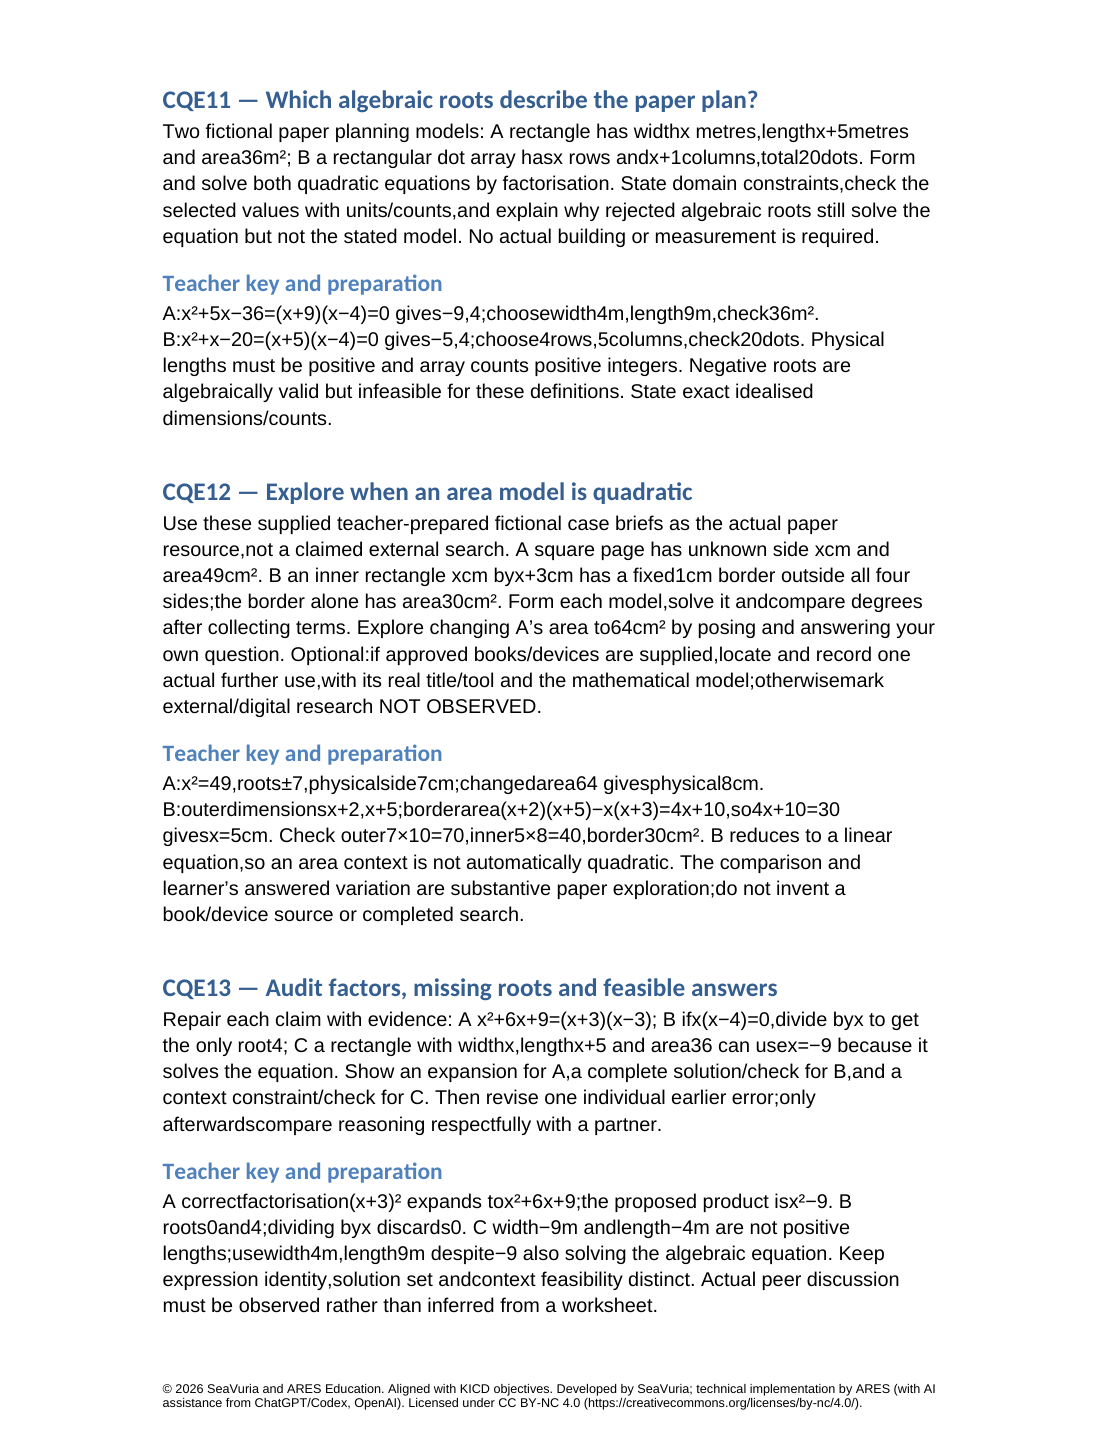 CQE11 — Which algebraic roots describe the paper plan?
Two fictional paper planning models: A rectangle has widthx metres,lengthx+5metres
and area36m²; B a rectangular dot array hasx rows andx+1columns,total20dots. Form
and solve both quadratic equations by factorisation. State domain constraints,check the
selected values with units/counts,and explain why rejected algebraic roots still solve the
equation but not the stated model. No actual building or measurement is required.
Teacher key and preparation
A:x²+5x−36=(x+9)(x−4)=0 gives−9,4;choosewidth4m,length9m,check36m².
B:x²+x−20=(x+5)(x−4)=0 gives−5,4;choose4rows,5columns,check20dots. Physical
lengths must be positive and array counts positive integers. Negative roots are
algebraically valid but infeasible for these definitions. State exact idealised
dimensions/counts.
CQE12 — Explore when an area model is quadratic
Use these supplied teacher-prepared fictional case briefs as the actual paper
resource,not a claimed external search. A square page has unknown side xcm and
area49cm². B an inner rectangle xcm byx+3cm has a fixed1cm border outside all four
sides;the border alone has area30cm². Form each model,solve it andcompare degrees
after collecting terms. Explore changing A’s area to64cm² by posing and answering your
own question. Optional:if approved books/devices are supplied,locate and record one
actual further use,with its real title/tool and the mathematical model;otherwisemark
external/digital research NOT OBSERVED.
Teacher key and preparation
A:x²=49,roots±7,physicalside7cm;changedarea64 givesphysical8cm.
B:outerdimensionsx+2,x+5;borderarea(x+2)(x+5)−x(x+3)=4x+10,so4x+10=30
givesx=5cm. Check outer7×10=70,inner5×8=40,border30cm². B reduces to a linear
equation,so an area context is not automatically quadratic. The comparison and
learner’s answered variation are substantive paper exploration;do not invent a
book/device source or completed search.
CQE13 — Audit factors, missing roots and feasible answers
Repair each claim with evidence: A x²+6x+9=(x+3)(x−3); B ifx(x−4)=0,divide byx to get
the only root4; C a rectangle with widthx,lengthx+5 and area36 can usex=−9 because it
solves the equation. Show an expansion for A,a complete solution/check for B,and a
context constraint/check for C. Then revise one individual earlier error;only
afterwardscompare reasoning respectfully with a partner.
Teacher key and preparation
A correctfactorisation(x+3)² expands tox²+6x+9;the proposed product isx²−9. B
roots0and4;dividing byx discards0. C width−9m andlength−4m are not positive
lengths;usewidth4m,length9m despite−9 also solving the algebraic equation. Keep
expression identity,solution set andcontext feasibility distinct. Actual peer discussion
must be observed rather than inferred from a worksheet.
© 2026 SeaVuria and ARES Education. Aligned with KICD objectives. Developed by SeaVuria; technical implementation by ARES (with AI
assistance from ChatGPT/Codex, OpenAI). Licensed under CC BY-NC 4.0 (https://creativecommons.org/licenses/by-nc/4.0/).